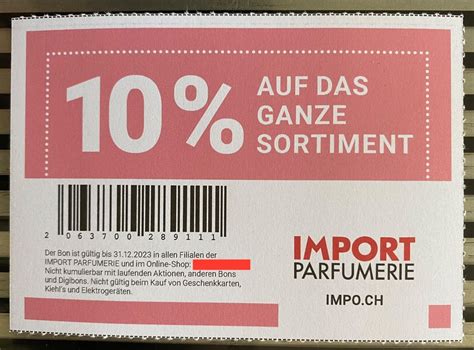 10%
AUF DAS
GANZE
SORTIMENT
2 063700 289111
Der Bon ist gültig bis 31.12.2023 in allen Filialen der
IMPORT PARFUMERIE und im Online-Shop:
Nicht kumulierbar mit laufenden Aktionen, anderen Bons
und Digibons. Nicht gültig beim Kauf von Geschenkkarten,
Kiehl's und Elektrogeräten.
IMPORT
PARFUMERIE
IMPO.CH